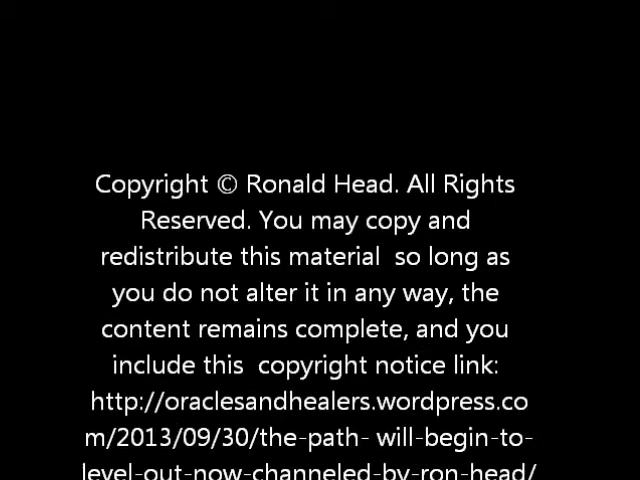 Copyright © Ronald Head. All Rights
Reserved. You may copy and
redistribute this material  so long as
you do not alter it in any way, the
content remains complete, and you
include this  copyright notice link:
http://oraclesandhealers.wordpress.co
m/2013/09/30/the-path- will-begin-to-
level-out-now-channeled-by-ron-head/